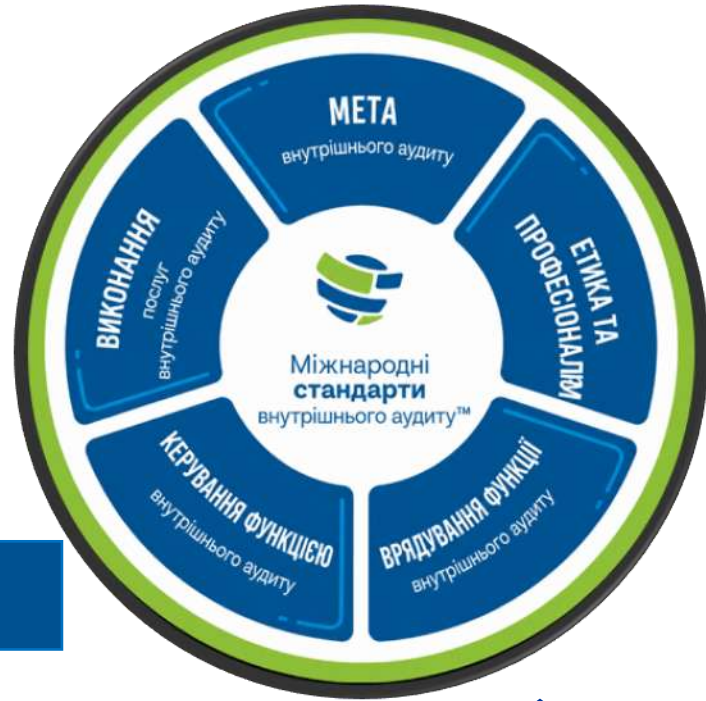 МЕТА
внутрішнього аудиту
ЕТИКА ТА
ПРОФЕСІОНАЛІЗМ
ВРЯДУВАННЯ ФУНКЦІЇ
внутрішнього аудиту
КЕРУВАННЯ ФУНКЦІЄЮ
внутрішнього аудиту
ВИКОНАННЯ
послуг
внутрішнього аудиту
Міжнародні
стандарти
внутрішнього аудиту™